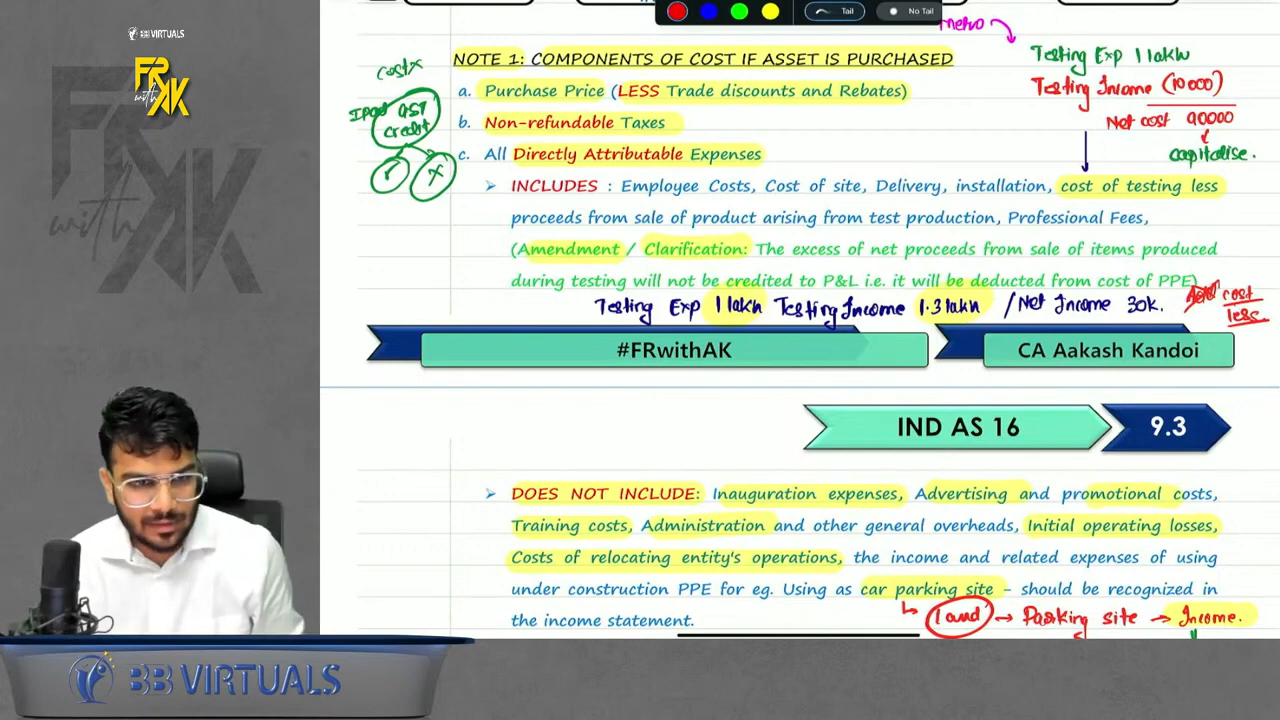 BB VIRTUALS
FR
with
AK
FR
with
AK
Tail
No Tail
metro
Testing Exp 1 lakh
Testing Income (10000)
Net cost 90000
capitalise.
cost x
GST
credit
NOTE 1: COMPONENTS OF COST IF ASSET IS PURCHASED
a. Purchase Price (LESS Trade discounts and Rebates)
b. Non-refundable Taxes
c. All Directly Attributable Expenses
➤ INCLUDES : Employee Costs, Cost of site, Delivery, installation, cost of testing less
proceeds from sale of product arising from test production, Professional Fees,
(Amendment / Clarification: The excess of net proceeds from sale of items produced
during testing will not be credited to P&L i.e. it will be deducted from cost of PPE)
Testing Exp 1 lakh Testing Income 1.3 lakh / Net Income 30k.
cost
less
#FRwithAK
CA Aakash Kandoi
IND AS 16
9.3
➤ DOES NOT INCLUDE: Inauguration expenses, Advertising and promotional costs,
Training costs, Administration and other general overheads, Initial operating losses,
Costs of relocating entity's operations, the income and related expenses of using
under construction PPE for eg. Using as car parking site – should be recognized in
the income statement.
land → Parking site → Income.
BB VIRTUALS